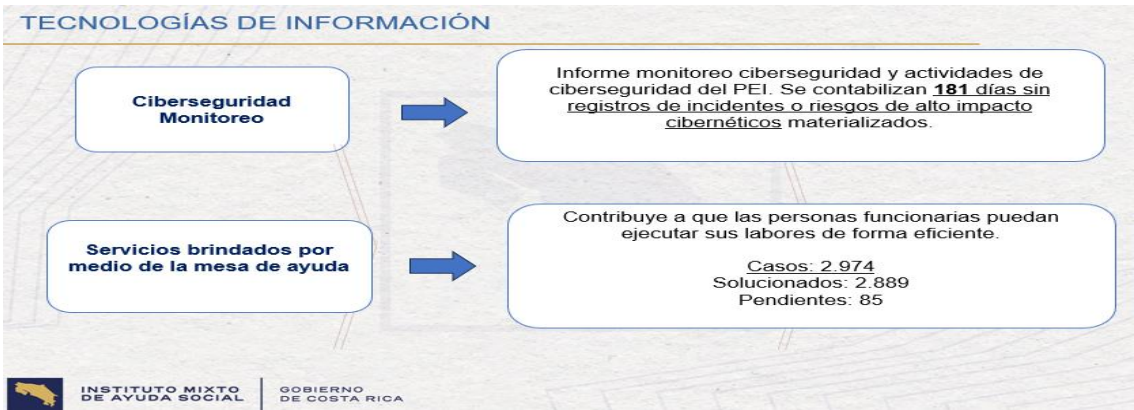 TECNOLOGÍAS DE INFORMACIÓN
Ciberseguridad
Monitoreo
Informe monitoreo ciberseguridad y actividades de
ciberseguridad del PEI. Se contabilizan 181 días sin
registros de incidentes o riesgos de alto impacto
cibernéticos materializados.
Servicios brindados por
medio de la mesa de ayuda
Contribuye a que las personas funcionarias puedan
ejecutar sus labores de forma eficiente.
Casos: 2.974
Solucionados: 2.889
Pendientes: 85
INSTITUTO MIXTO
DE AYUDA SOCIAL
GOBIERNO
DE COSTA RICA